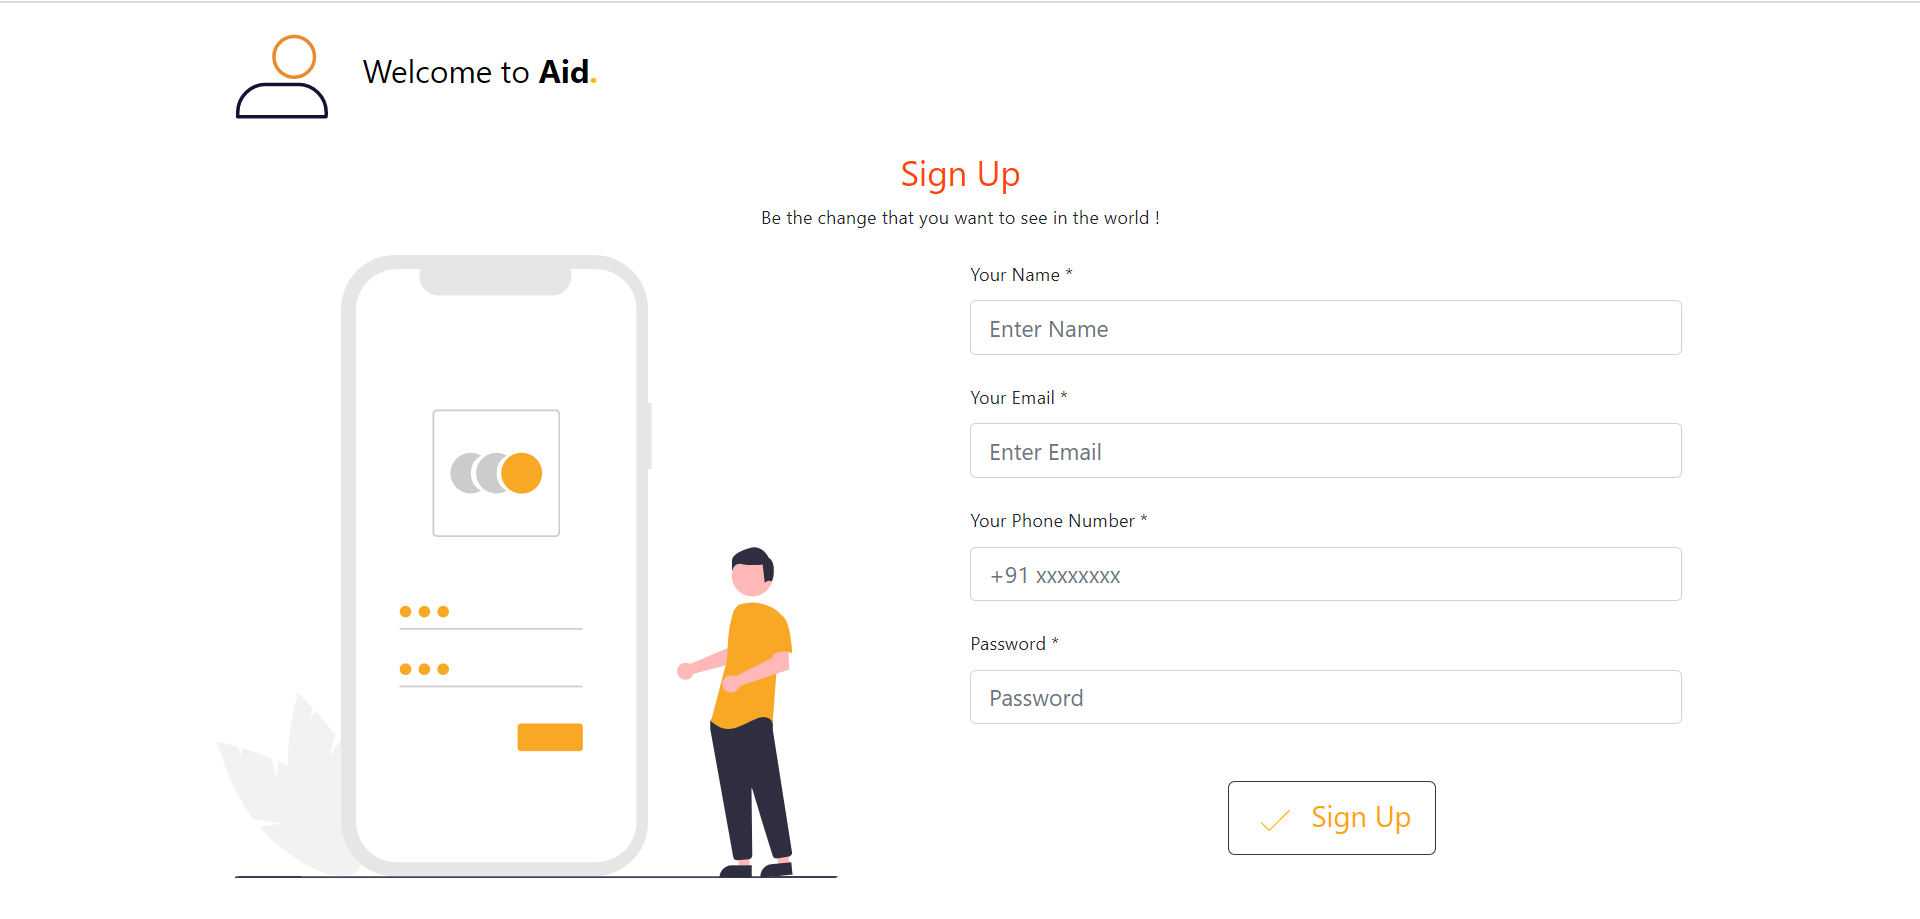 Welcome to Aid.
Sign Up
Be the change that you want to see in the world !
Your Name *
Enter Name
Your Email *
Enter Email
Your Phone Number *
+91 xxxxxxxx
Password *
Password
Sign Up